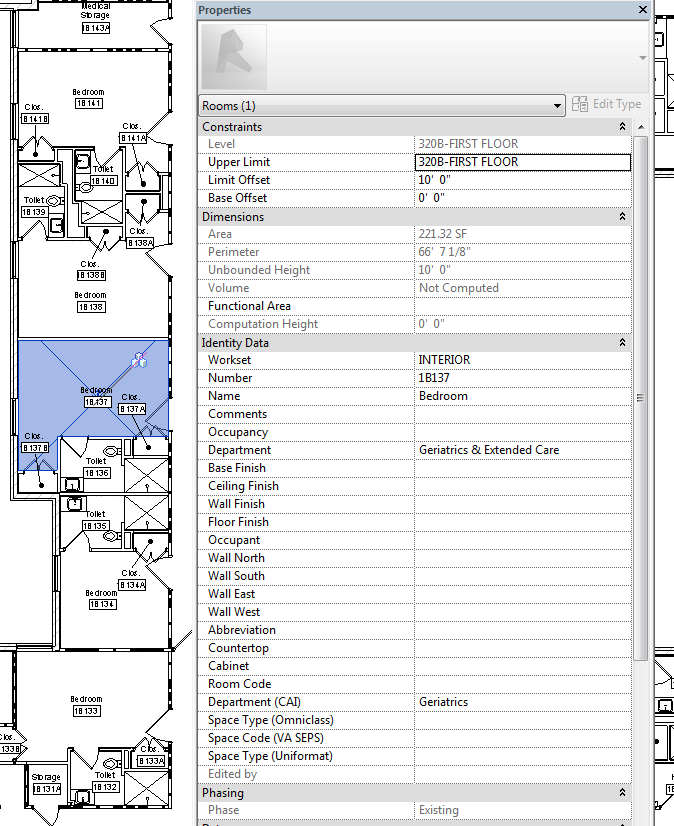 Medical
Storage
1B143A
Bedroom
1B141
Clos.
1B141B
Clos.
1B141A
Toilet
1B140
Toilet
1B139
Clos.
1B138A
Clos.
1B138B
Bedroom
1B138
Bedroom
1B137
Clos.
1B137A
Clos.
1B137B
Toilet
1B136
Toilet
1B135
Clos.
1B134A
Bedroom
1B134
Bedroom
1B133
133B
Clos.
1B133A
Storage
1B131A
Toilet
1B132
Properties
Rooms (1)
Edit Type
Constraints
Level 320B-FIRST FLOOR
Upper Limit 320B-FIRST FLOOR
Limit Offset 10' 0"
Base Offset 0' 0"
Dimensions
Area 221.32 SF
Perimeter 66' 7 1/8"
Unbounded Height 10' 0"
Volume Not Computed
Functional Area
Computation Height 0' 0"
Identity Data
Workset INTERIOR
Number 1B137
Name Bedroom
Comments
Occupancy
Department Geriatrics & Extended Care
Base Finish
Ceiling Finish
Wall Finish
Floor Finish
Occupant
Wall North
Wall South
Wall East
Wall West
Abbreviation
Countertop
Cabinet
Room Code
Department (CAI) Geriatrics
Space Type (Omniclass)
Space Code (VA SEPS)
Space Type (Uniformat)
Edited by
Phasing
Phase Existing